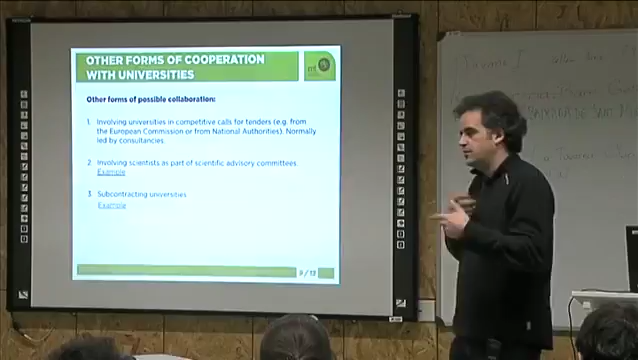 OTHER FORMS OF COOPERATION
WITH UNIVERSITIES
Other forms of possible collaboration:
1. Involving universities in competitive calls for tenders (e.g. from
the European Commission or from National Authorities). Normally
led by consultancies.
2. Involving scientists as part of scientific advisory committees.
Example
3. Subcontracting universities
Example
9 / 13